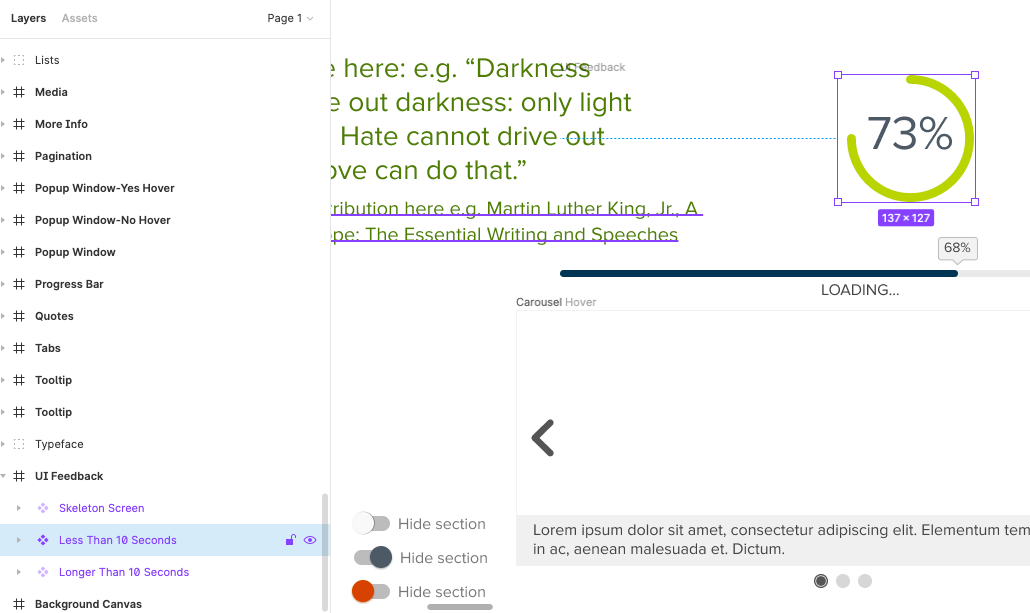 Layers
Assets
Page 1
Lists
Media
More Info
Pagination
Popup Window-Yes Hover
Popup Window-No Hover
Popup Window
Progress Bar
Quotes
Tabs
Tooltip
Tooltip
Typeface
UI Feedback
Skeleton Screen
Less Than 10 Seconds
Longer Than 10 Seconds
Background Canvas
e here: e.g. “Darkness
e out darkness: only light
Hate cannot drive out
ove can do that.”
ribution here e.g. Martin Luther King, Jr., A
pe: The Essential Writing and Speeches
UI Feedback
73%
137 × 127
68%
LOADING...
Carousel Hover
Lorem ipsum dolor sit amet, consectetur adipiscing elit. Elementum tem
in ac, aenean malesuada et. Dictum.
Hide section
Hide section
Hide section